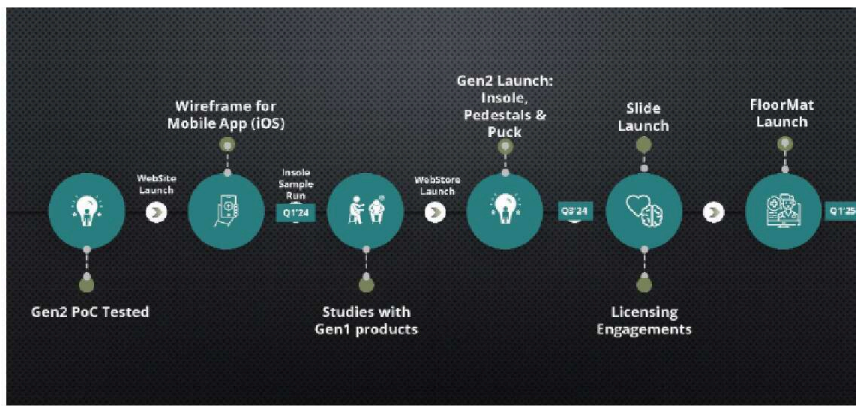 Gen2 Launch:
Insole,
Pedestals &
Puck
Wireframe for
Mobile App (iOS)
Slide
Launch
FloorMat
Launch
WebSite
Launch
Insole
Sample
Run
Q1'24
WebStore
Launch
Q3'24
Q1'25
Gen2 PoC Tested
Studies with
Gen1 products
Licensing
Engagements